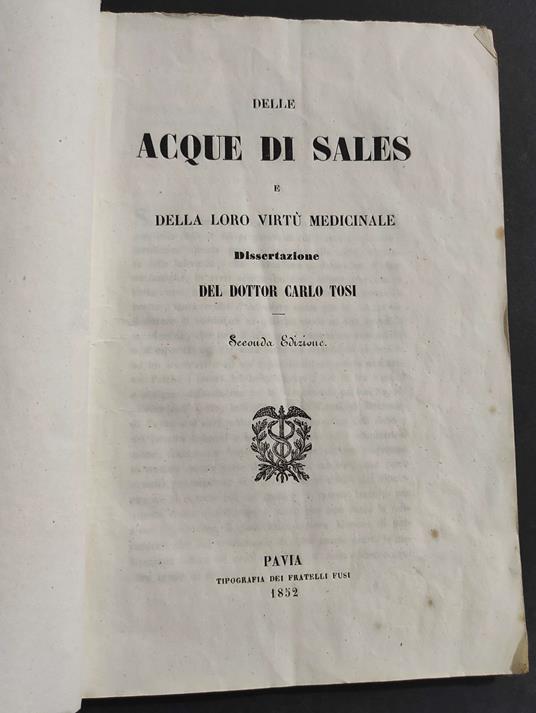 DELLE
ACQUE DI SALES
E
DELLA LORO VIRTÙ MEDICINALE
Dissertazione
DEL DOTTOR CARLO TOSI
Seconda Edizione.
PAVIA
TIPOGRAFIA DEI FRATELLI FUSI
1852